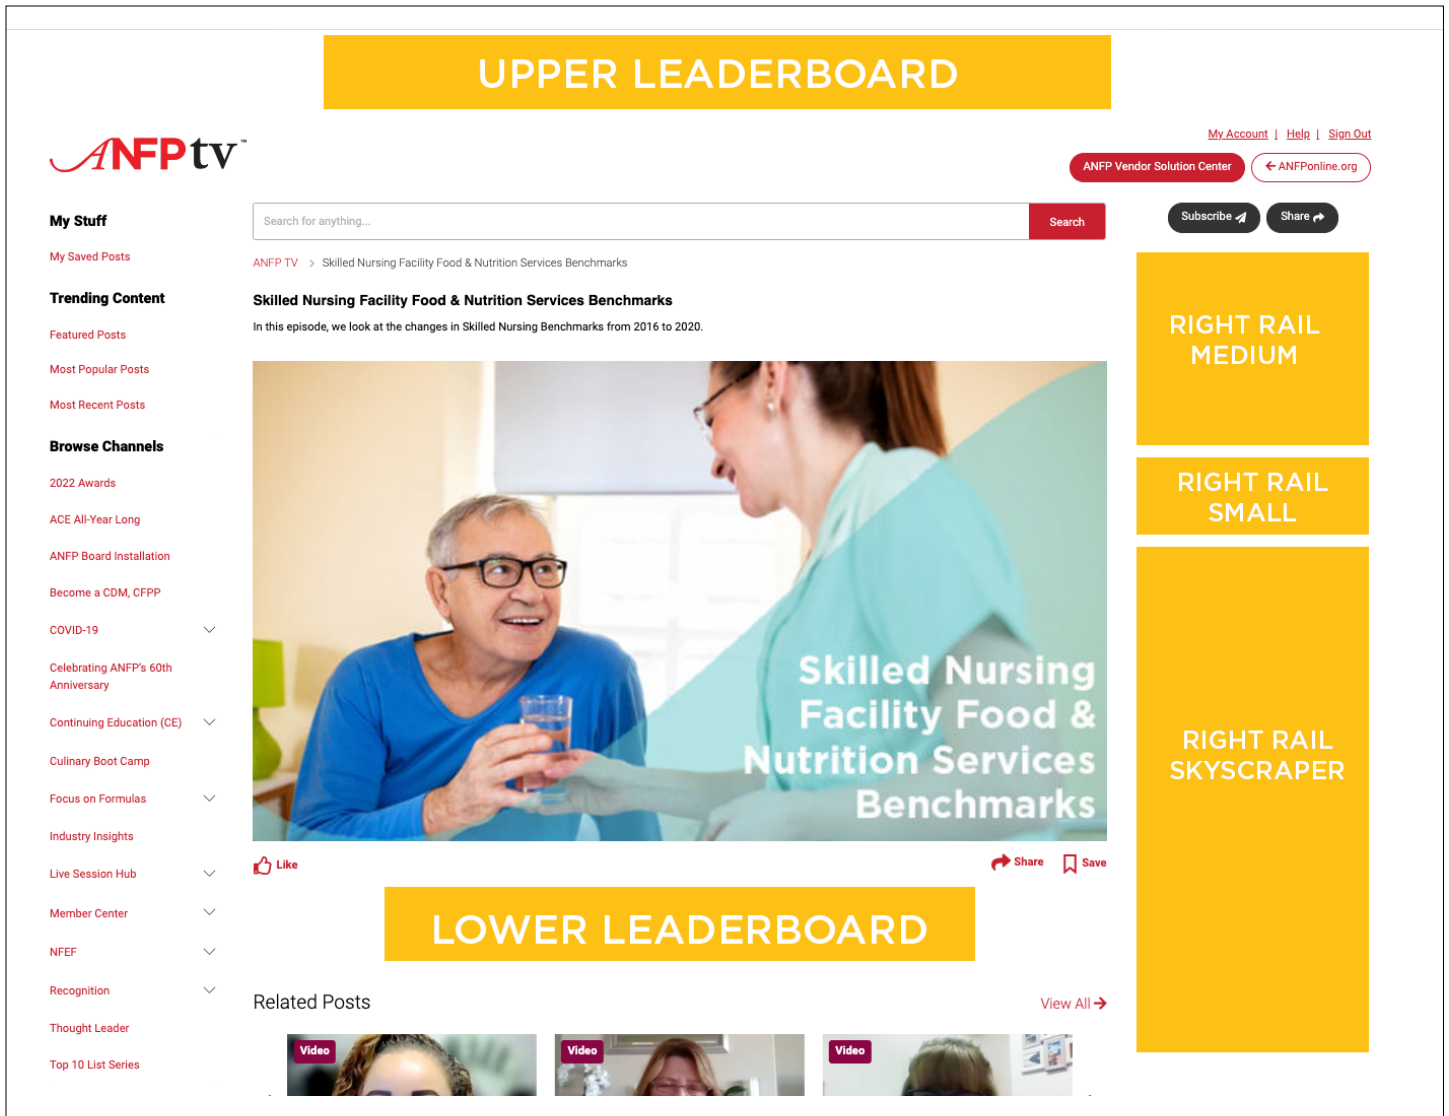 UPPER LEADERBOARD
ANFPtv™
My Account | Help | Sign Out
ANFP Vendor Solution Center
ANFPonline.org
My Stuff
My Saved Posts
Trending Content
Featured Posts
Most Popular Posts
Most Recent Posts
Browse Channels
2022 Awards
ACE All-Year Long
ANFP Board Installation
Become a CDM, CFPP
COVID-19
Celebrating ANFP's 60th
Anniversary
Continuing Education (CE)
Culinary Boot Camp
Focus on Formulas
Industry Insights
Live Session Hub
Member Center
NFEF
Recognition
Thought Leader
Top 10 List Series
Search for anything...
Search
ANFP TV > Skilled Nursing Facility Food & Nutrition Services Benchmarks
Skilled Nursing Facility Food & Nutrition Services Benchmarks
In this episode, we look at the changes in Skilled Nursing Benchmarks from 2016 to 2020.
Skilled Nursing
Facility Food &
Nutrition Services
Benchmarks
Like
Share
Save
LOWER LEADERBOARD
Related Posts
View All
Video
Video
Video
Subscribe
Share
RIGHT RAIL
MEDIUM
RIGHT RAIL
SMALL
RIGHT RAIL
SKYSCRAPER